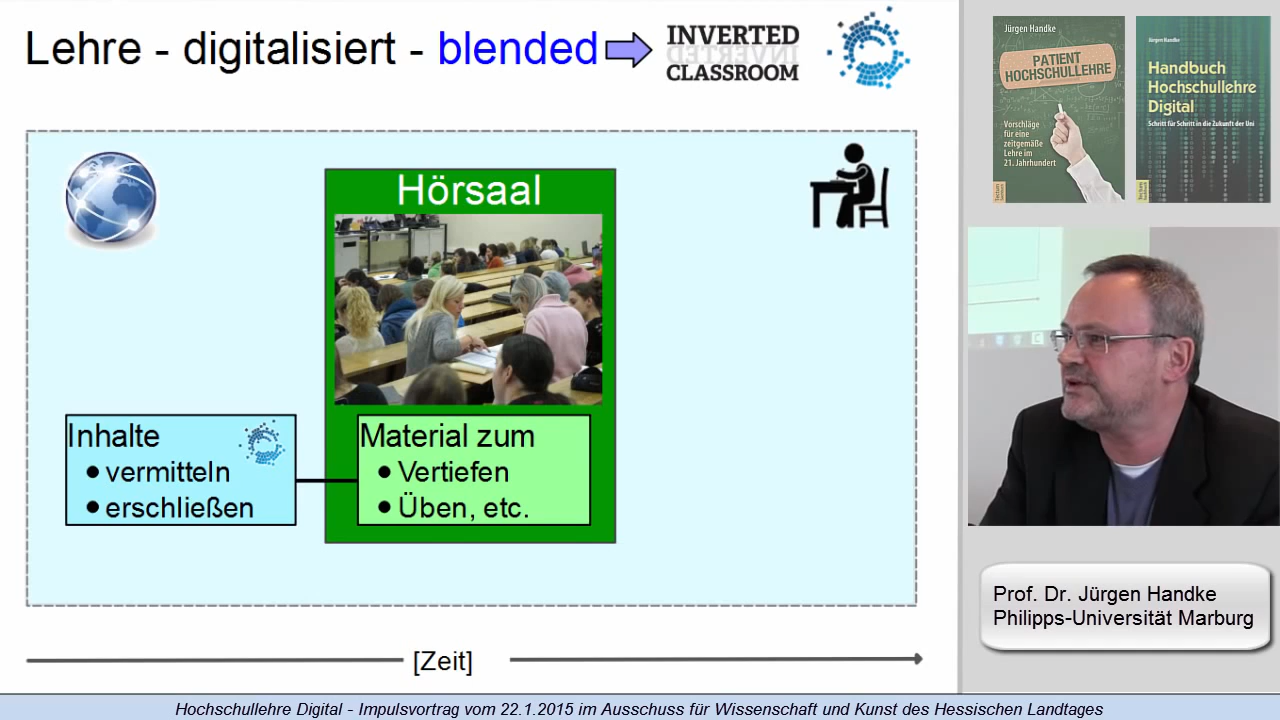 Lehre - digitalisiert - blended
INVERTED
CLASSROOM
Hörsaal
Inhalte
● vermitteln
● erschließen
Material zum
● Vertiefen
● Üben, etc.
[Zeit]
Jürgen Handke
PATIENT
HOCHSCHULLEHRE
Vorschläge
für eine
zeitgemäße
Lehre im
21. Jahrhundert
Jürgen Handke
Handbuch
Hochschullehre
Digital
Schritt für Schritt in die Zukunft der Uni
Prof. Dr. Jürgen Handke
Philipps-Universität Marburg
Hochschullehre Digital - Impulsvortrag vom 22.1.2015 im Ausschuss für Wissenschaft und Kunst des Hessischen Landtages